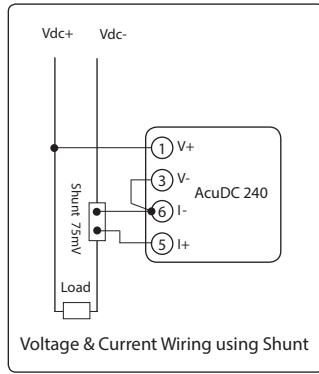 Vdc+ Vdc-
1 V+
3 V-
AcuDC 240
6 I-
5 I+
Shunt 75mV
Load
Voltage & Current Wiring using Shunt